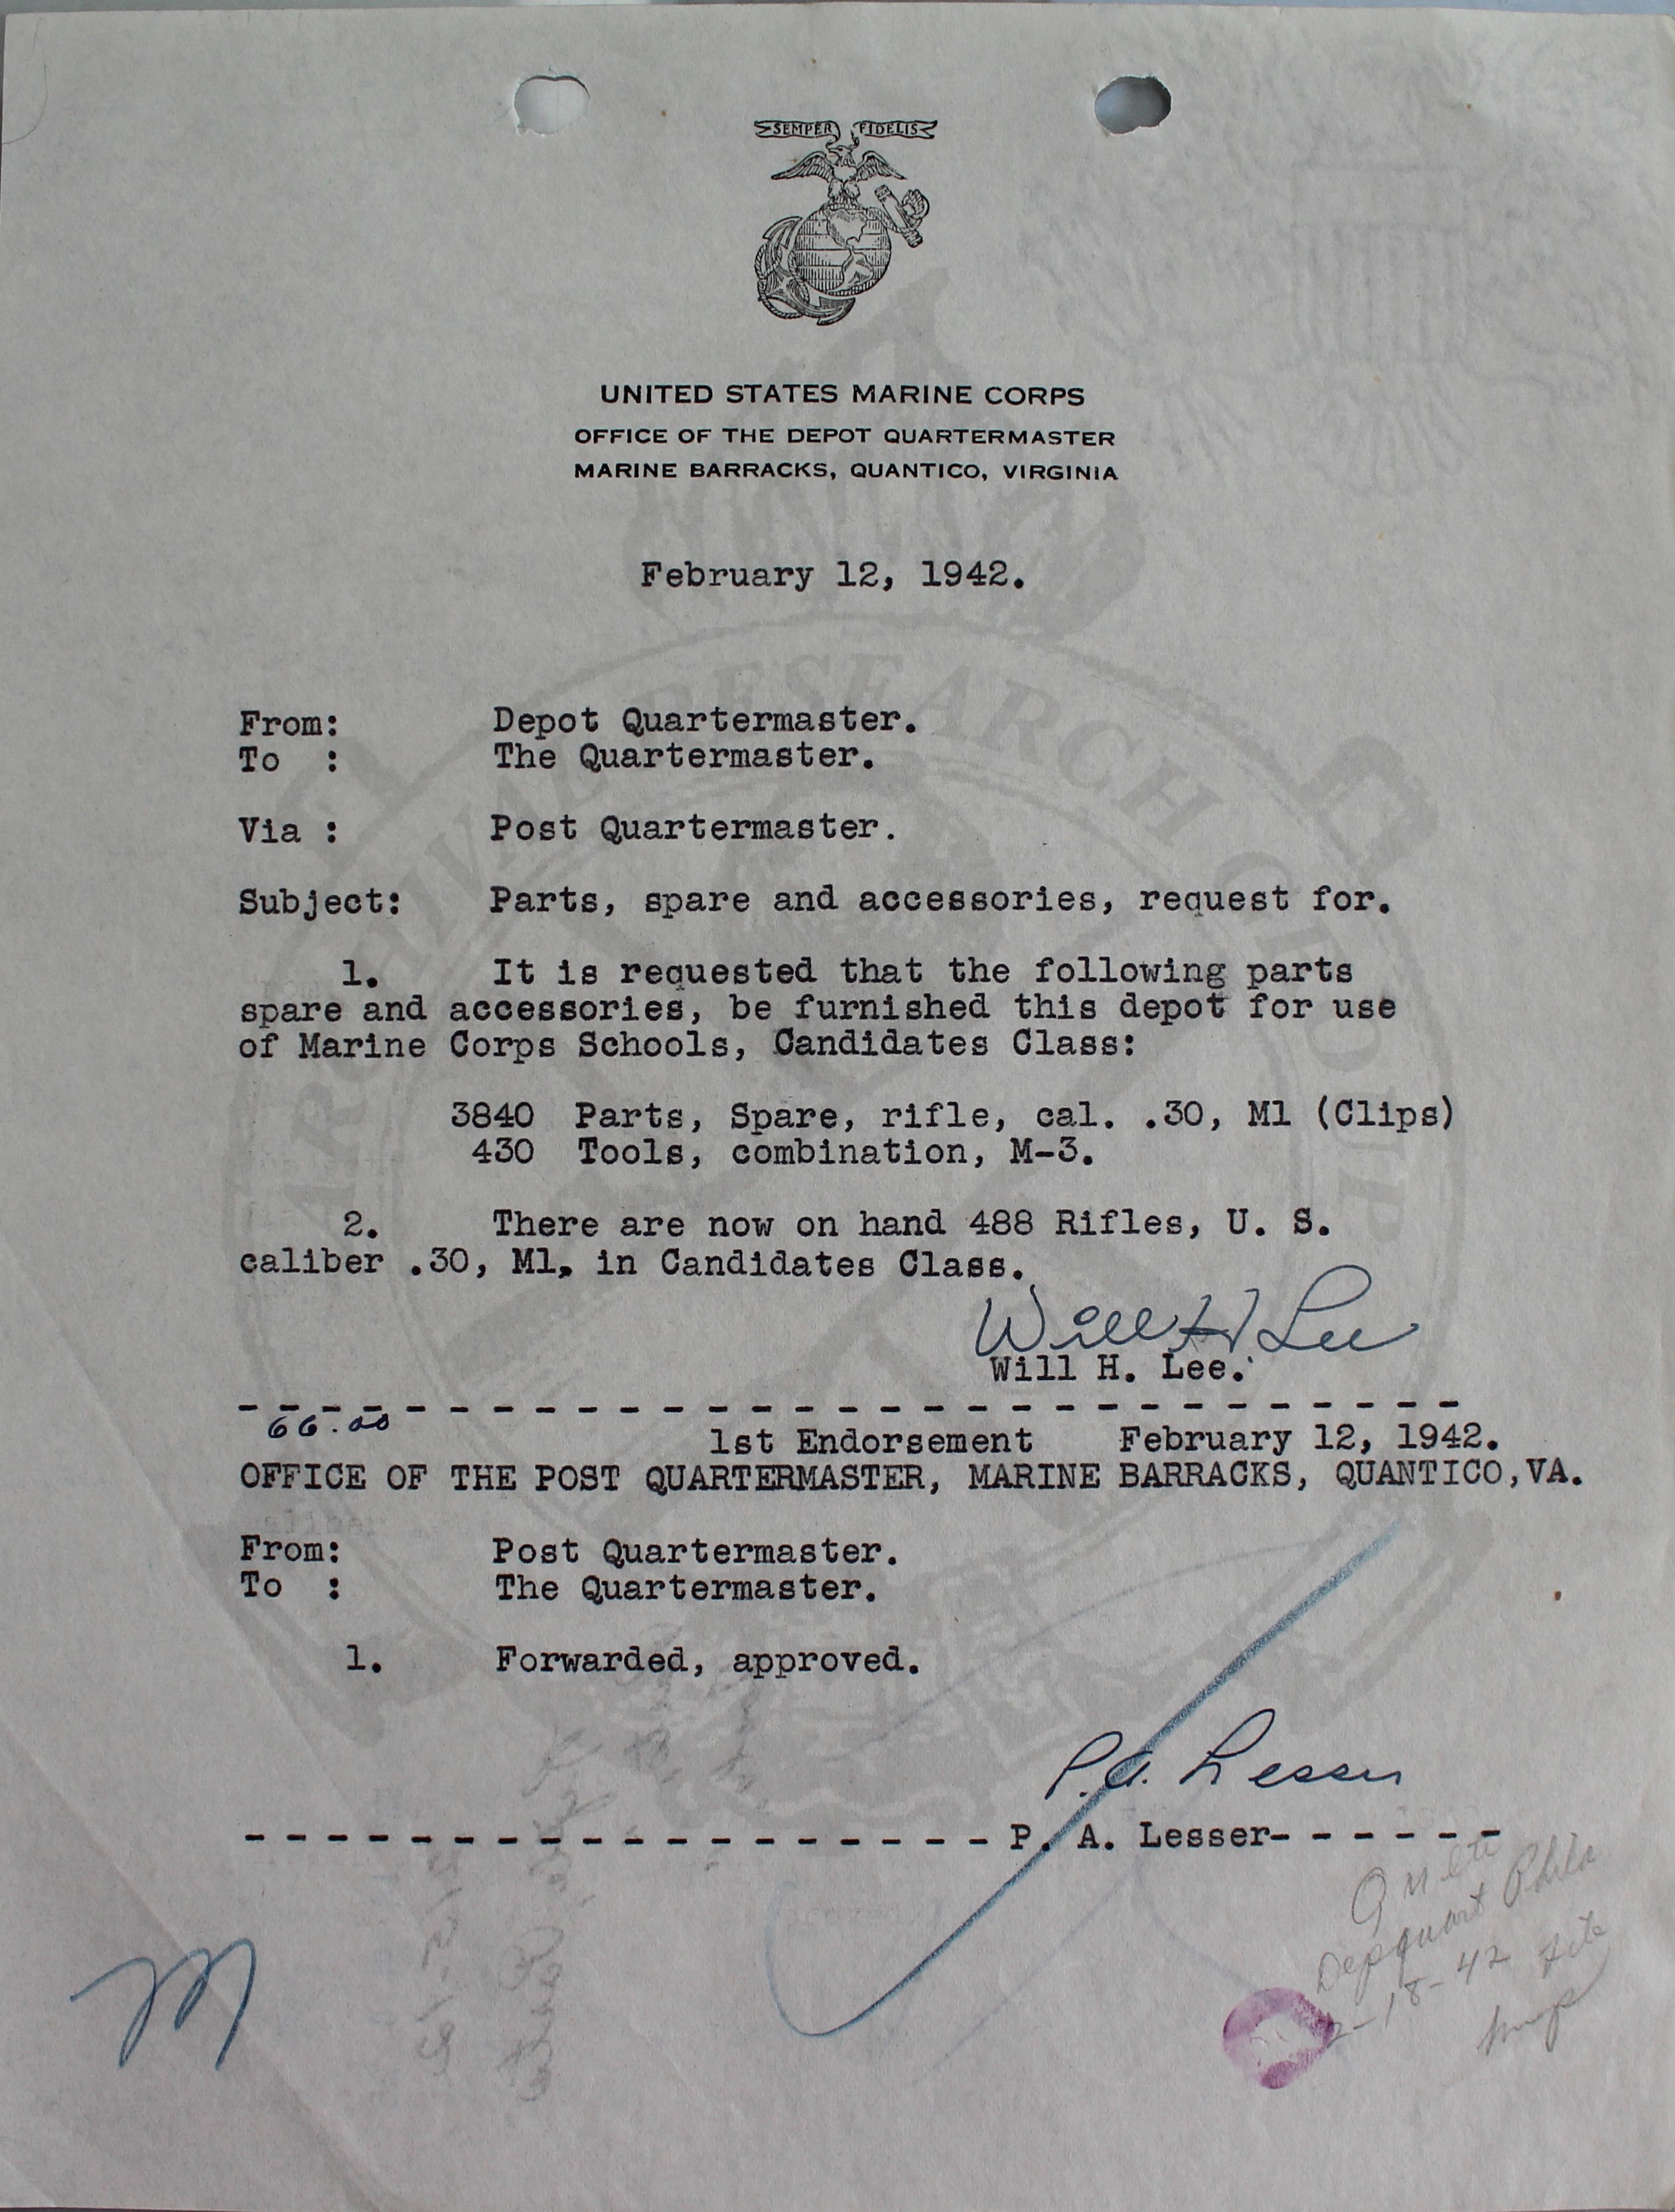 SEMPER FIDELIS
UNITED STATES MARINE CORPS
OFFICE OF THE DEPOT QUARTERMASTER
MARINE BARRACKS, QUANTICO, VIRGINIA
February 12, 1942.
From: Depot Quartermaster.
To : The Quartermaster.
Via : Post Quartermaster.
Subject: Parts, spare and accessories, request for.
1. It is requested that the following parts
spare and accessories, be furnished this depot for use
of Marine Corps Schools, Candidates Class:
3840 Parts, Spare, rifle, cal. .30, M1 (Clips)
430 Tools, combination, M-3.
2. There are now on hand 488 Rifles, U. S.
caliber .30, M1, in Candidates Class.
Will H Lee
Will H. Lee.
- - - - - - - - - - - - - - - - - - - - - - - - - - - - -
66.00
1st Endorsement February 12, 1942.
OFFICE OF THE POST QUARTERMASTER, MARINE BARRACKS, QUANTICO,VA.
From: Post Quartermaster.
To : The Quartermaster.
1. Forwarded, approved.
P.A. Lesser
- - - - - - - - - - - - - - - - - - P. A. Lesser- - - - - -
Depquart Phila
2-18-42
M
ARCHIVAL RESEARCH GROUP